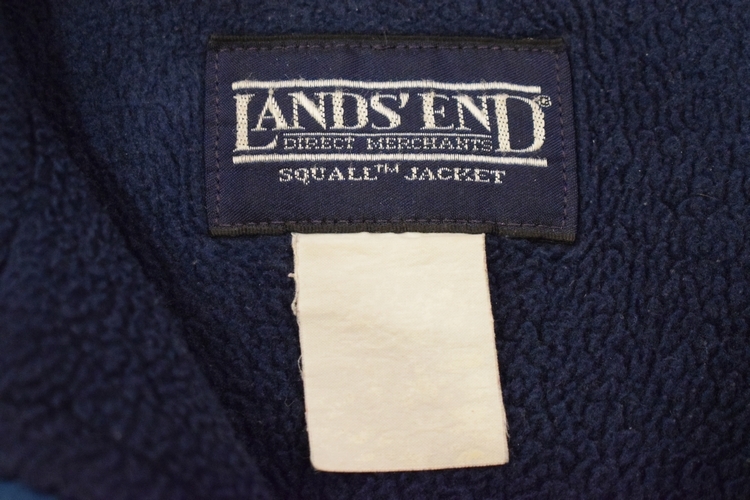 LANDS' END®
DIRECT MERCHANTS
SQUALL™ JACKET